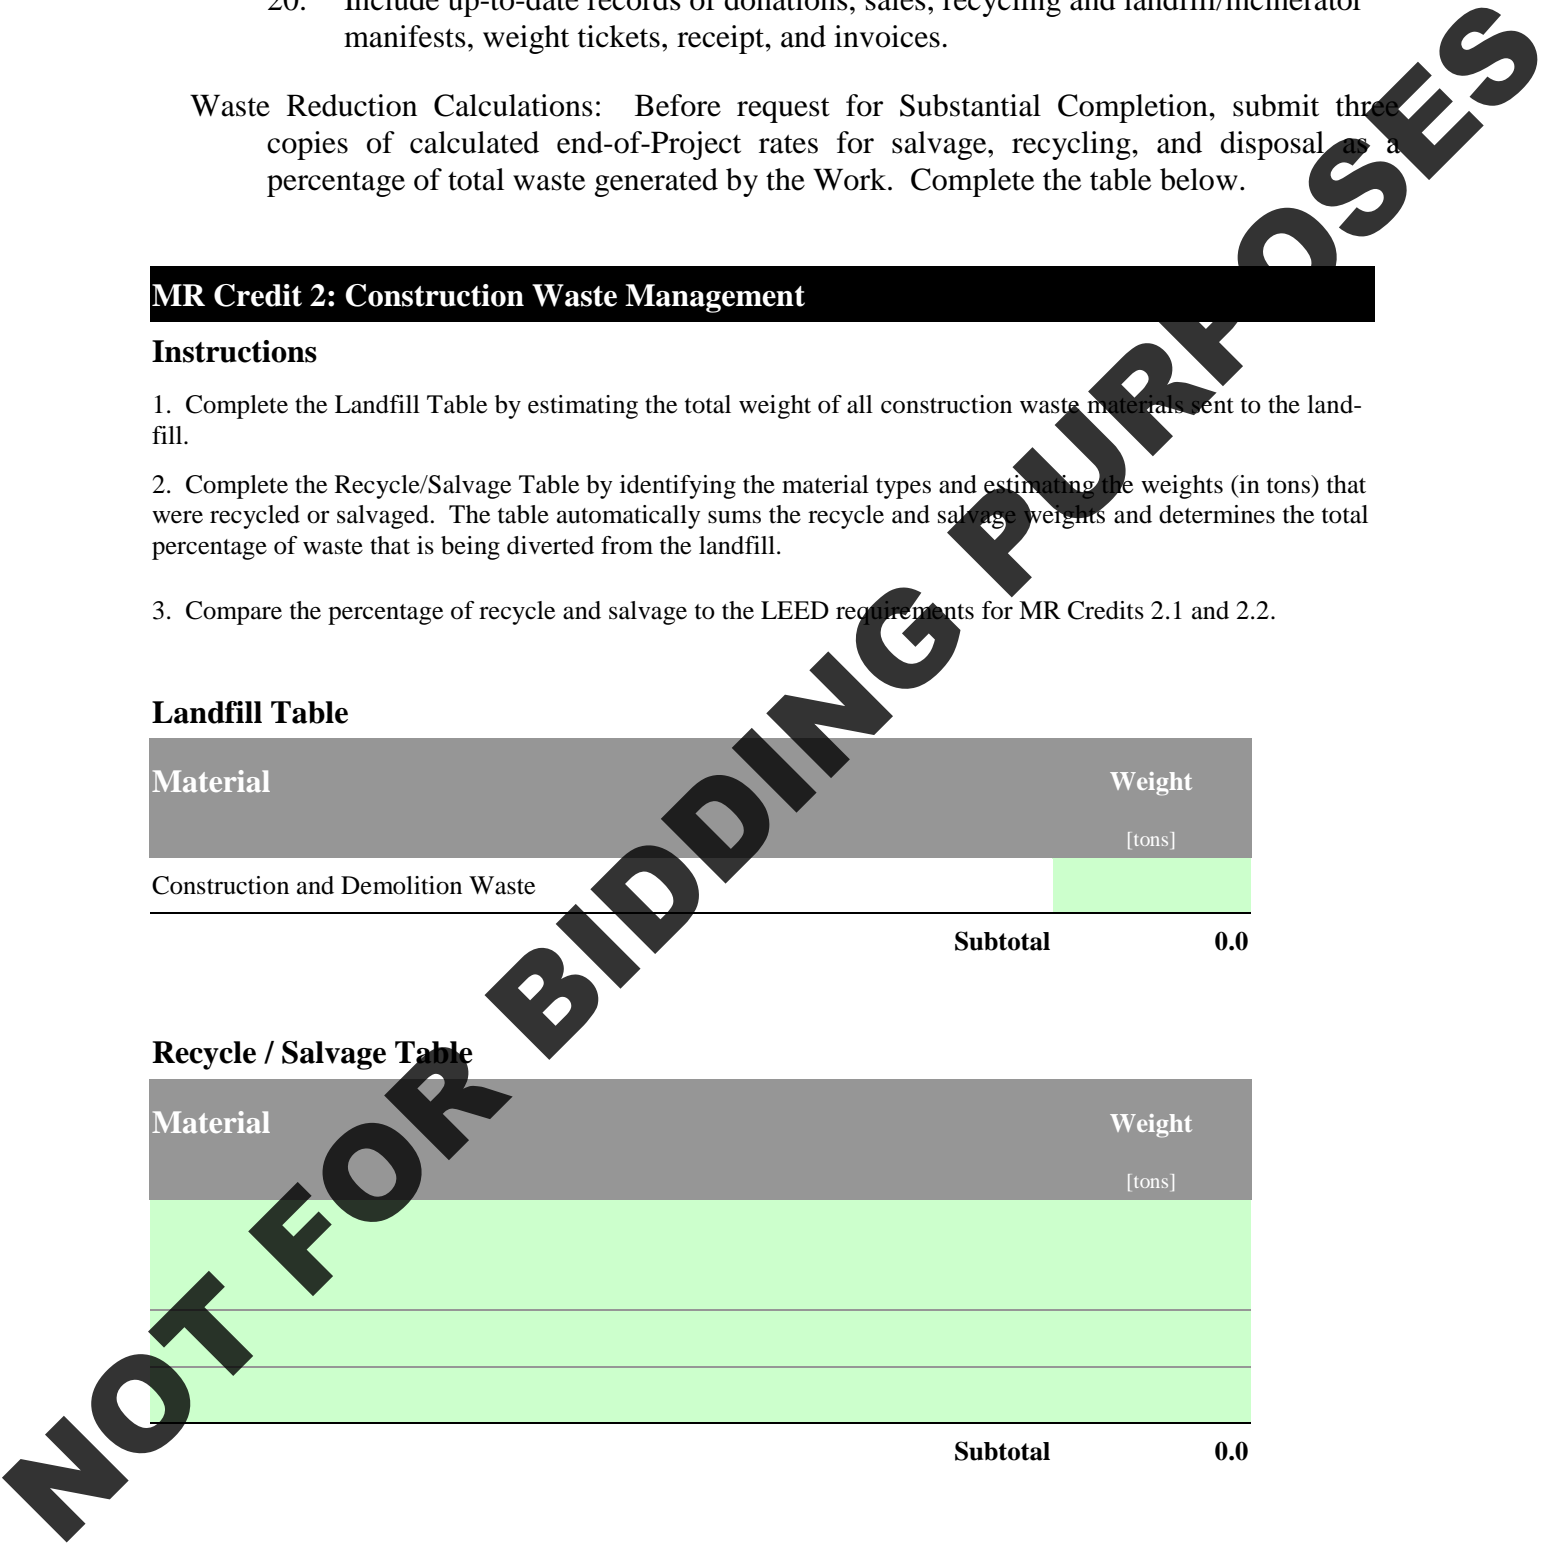 20. Include up-to-date records of donations, sales, recycling and landfill/incinerator
manifests, weight tickets, receipt, and invoices.
Waste Reduction Calculations: Before request for Substantial Completion, submit three
copies of calculated end-of-Project rates for salvage, recycling, and disposal as a
percentage of total waste generated by the Work. Complete the table below.
MR Credit 2: Construction Waste Management
Instructions
1. Complete the Landfill Table by estimating the total weight of all construction waste materials sent to the land-
fill.
2. Complete the Recycle/Salvage Table by identifying the material types and estimating the weights (in tons) that
were recycled or salvaged. The table automatically sums the recycle and salvage weights and determines the total
percentage of waste that is being diverted from the landfill.
3. Compare the percentage of recycle and salvage to the LEED requirements for MR Credits 2.1 and 2.2.
Landfill Table
Material Weight
[tons]
Construction and Demolition Waste
Subtotal 0.0
Recycle / Salvage Table
Material Weight
[tons]
Subtotal 0.0
NOT FOR BIDDING PURPOSES